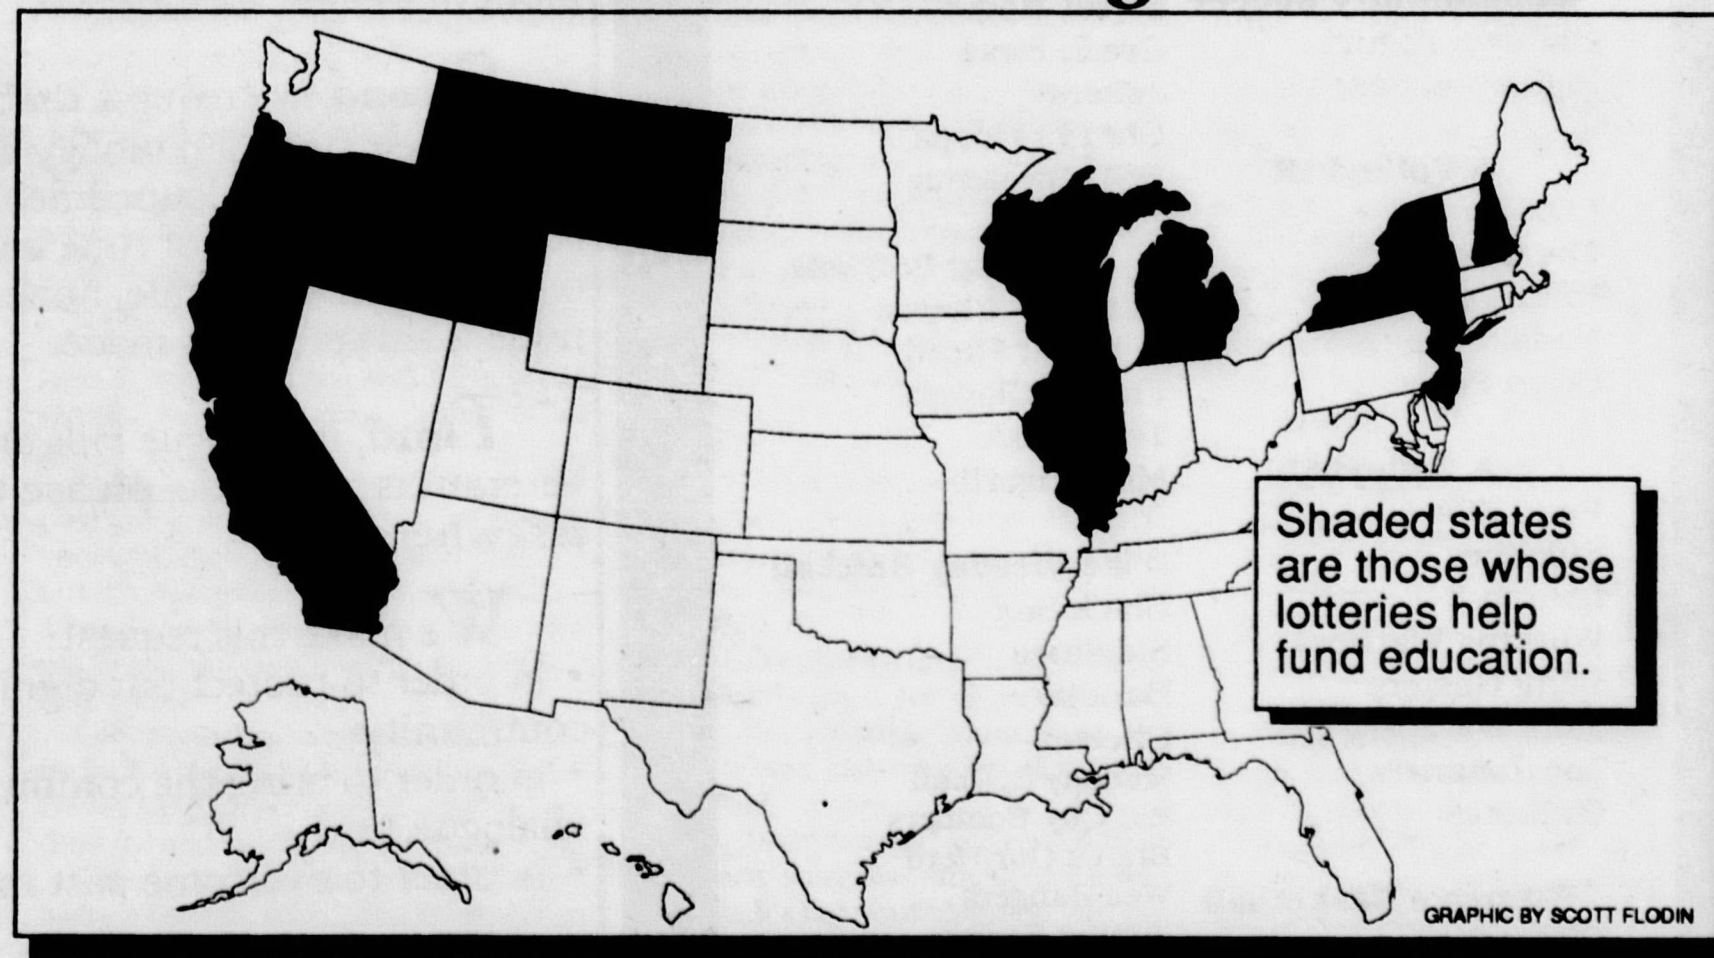 Shaded states
are those whose
lotteries help
fund education.
GRAPHIC BY SCOTT FLODIN